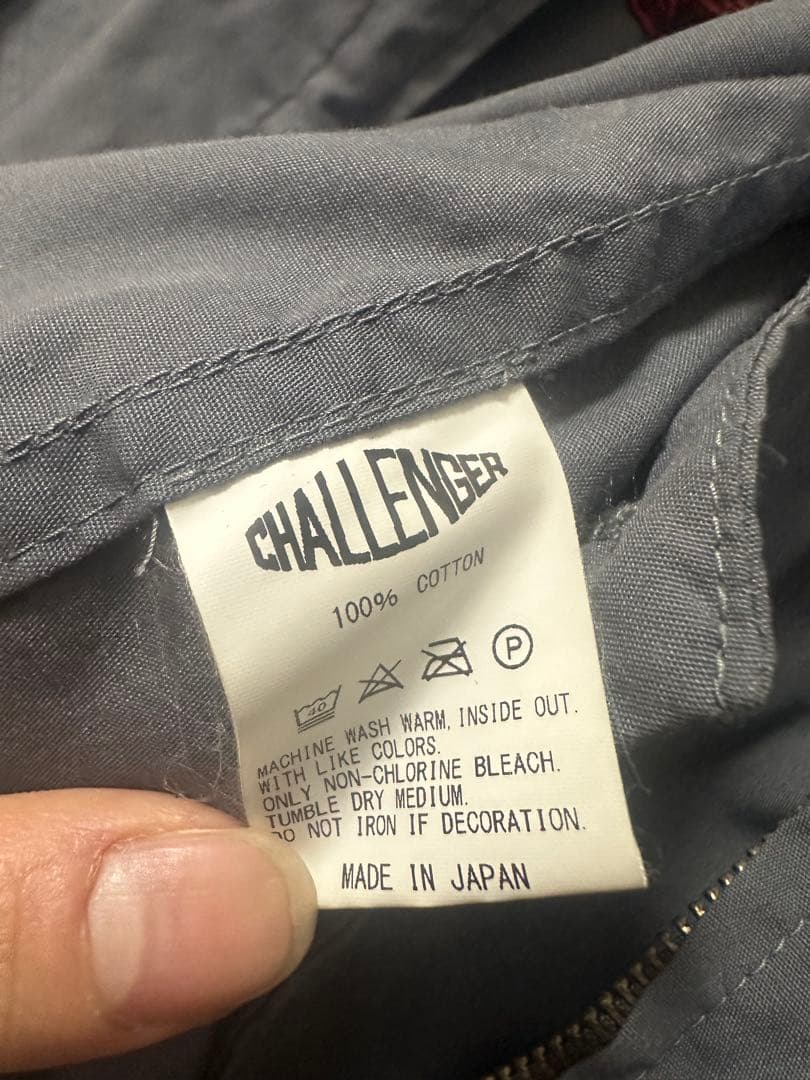 CHALLENGER
100% COTTON
40 P
MACHINE WASH WARM, INSIDE OUT.
WITH LIKE COLORS.
ONLY NON-CHLORINE BLEACH.
TUMBLE DRY MEDIUM.
DO NOT IRON IF DECORATION.
MADE IN JAPAN